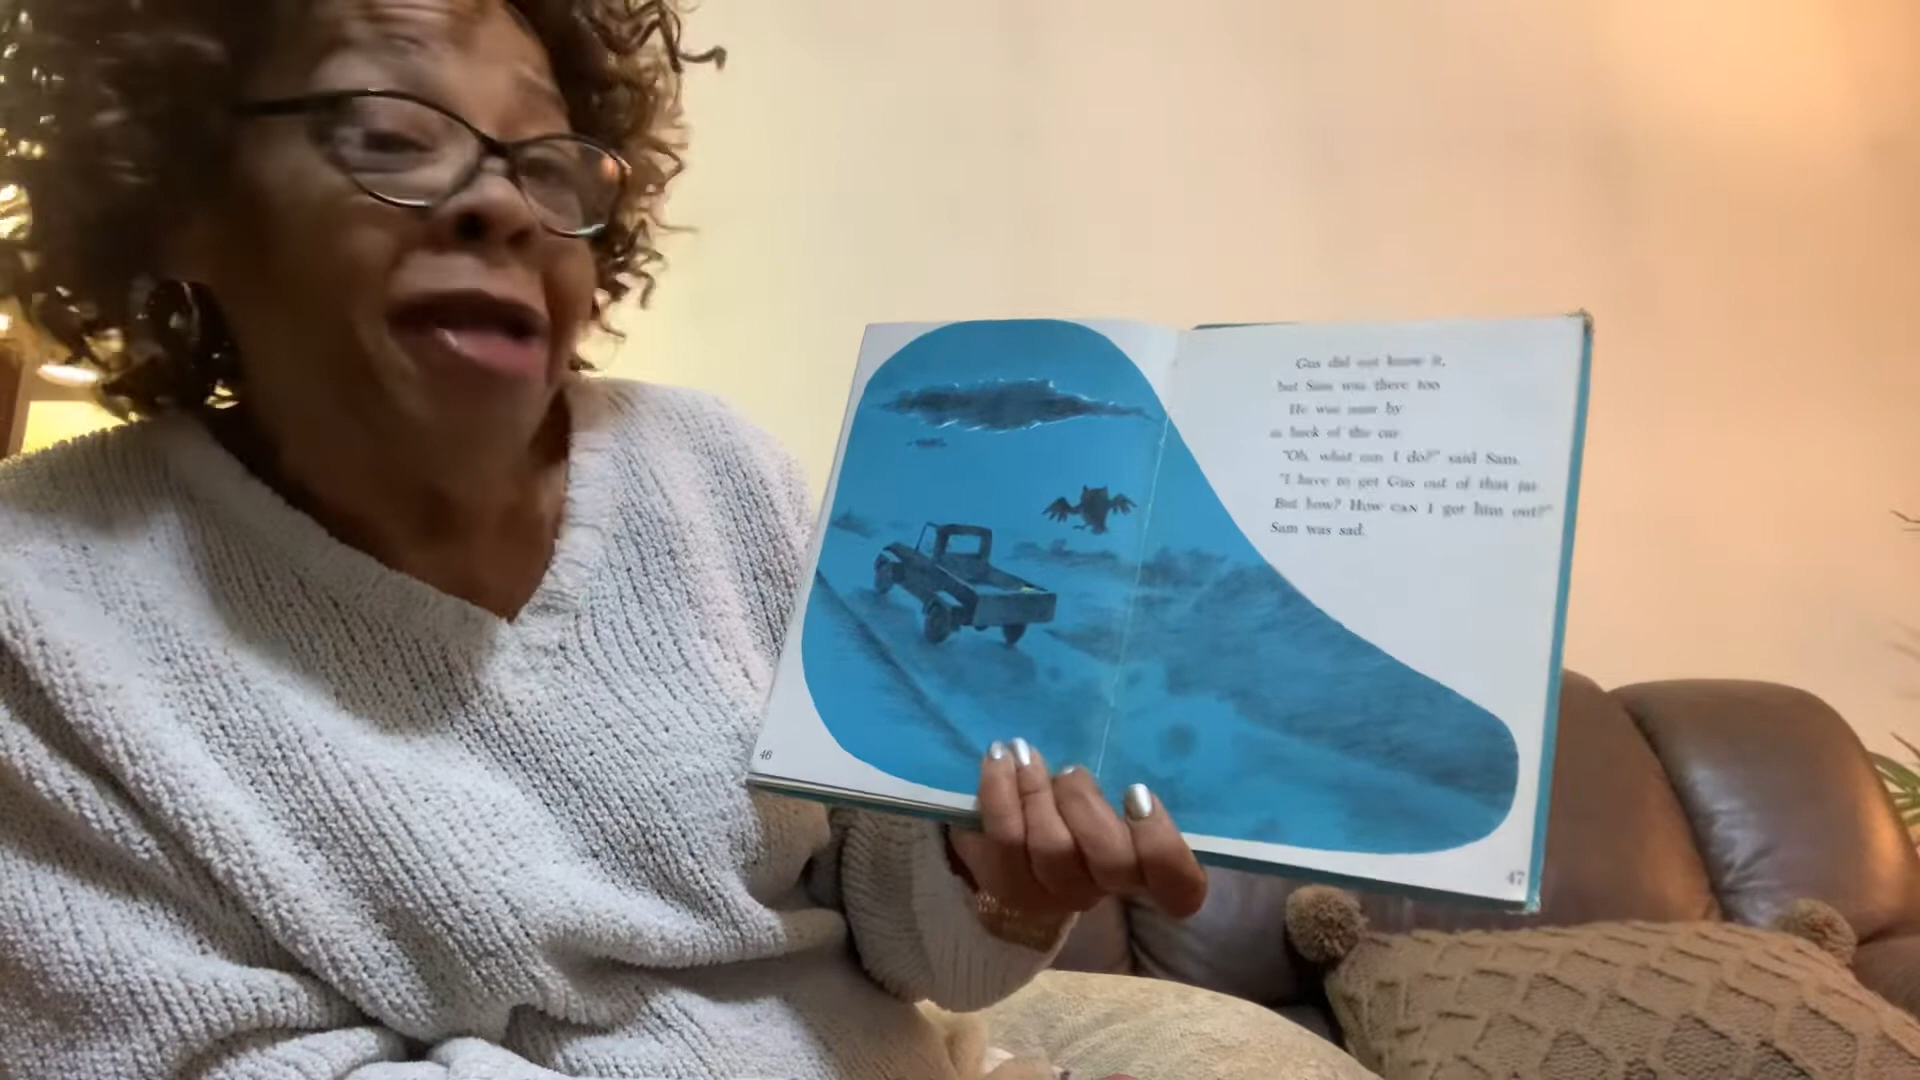 46
Gus did not know it,
but Sam was there too
He was near by
in back of the car
"Oh, what can I do?" said Sam.
"I have to get Gus out of that jar
But how? How CAN I get him out?"
Sam was sad.
47